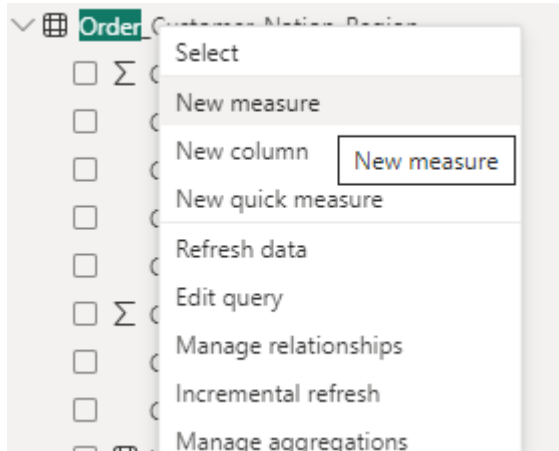 Order_Customer_Nation_Region
Select
Σ
New measure
New column
New measure
New quick measure
Refresh data
Edit query
Σ
Manage relationships
Incremental refresh
Manage aggregations